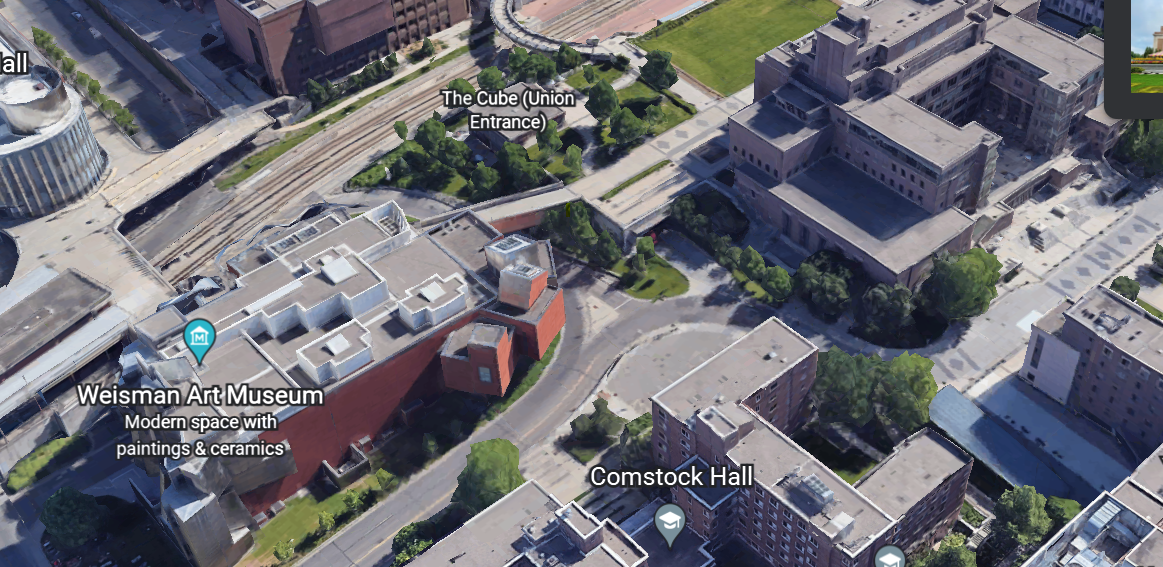 all
The Cube (Union
Entrance)
Weisman Art Museum
Modern space with
paintings & ceramics
Comstock Hall